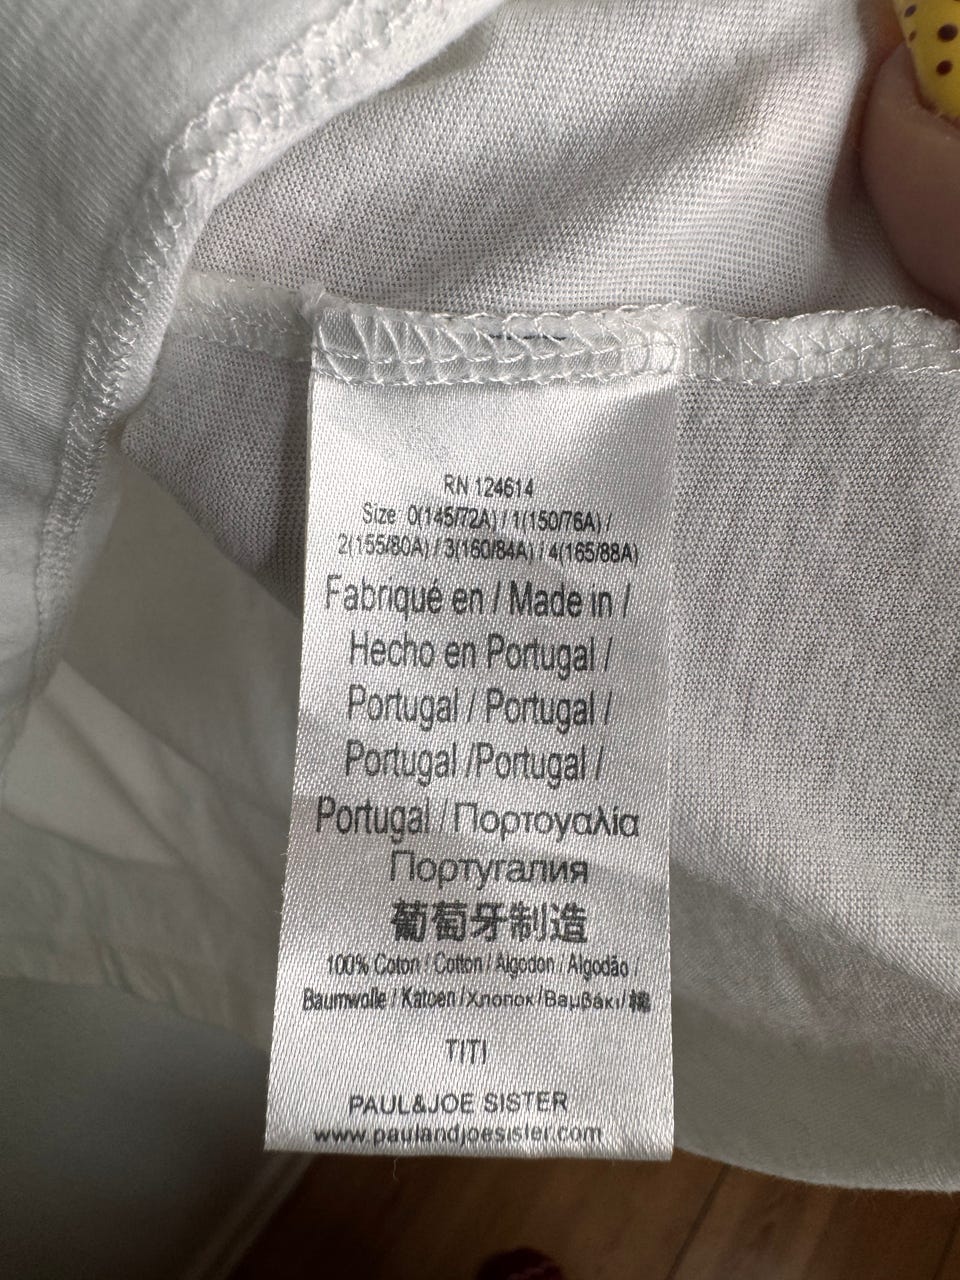 RN 124614
Size 0(145/72A) / 1(150/76A) /
2(155/80A) / 3(160/84A) / 4(165/88A)
Fabriqué en / Made in /
Hecho en Portugal /
Portugal / Portugal /
Portugal /Portugal /
Portugal / Πορτογαλία
Португалия
葡萄牙制造
100% Coton / Cotton / Algodon / Algodão /
Baumwolle / Katoen /Хлопок/Βαμβάκι/棉
TITI
PAUL&JOE SISTER
www.paulandjoesister.com